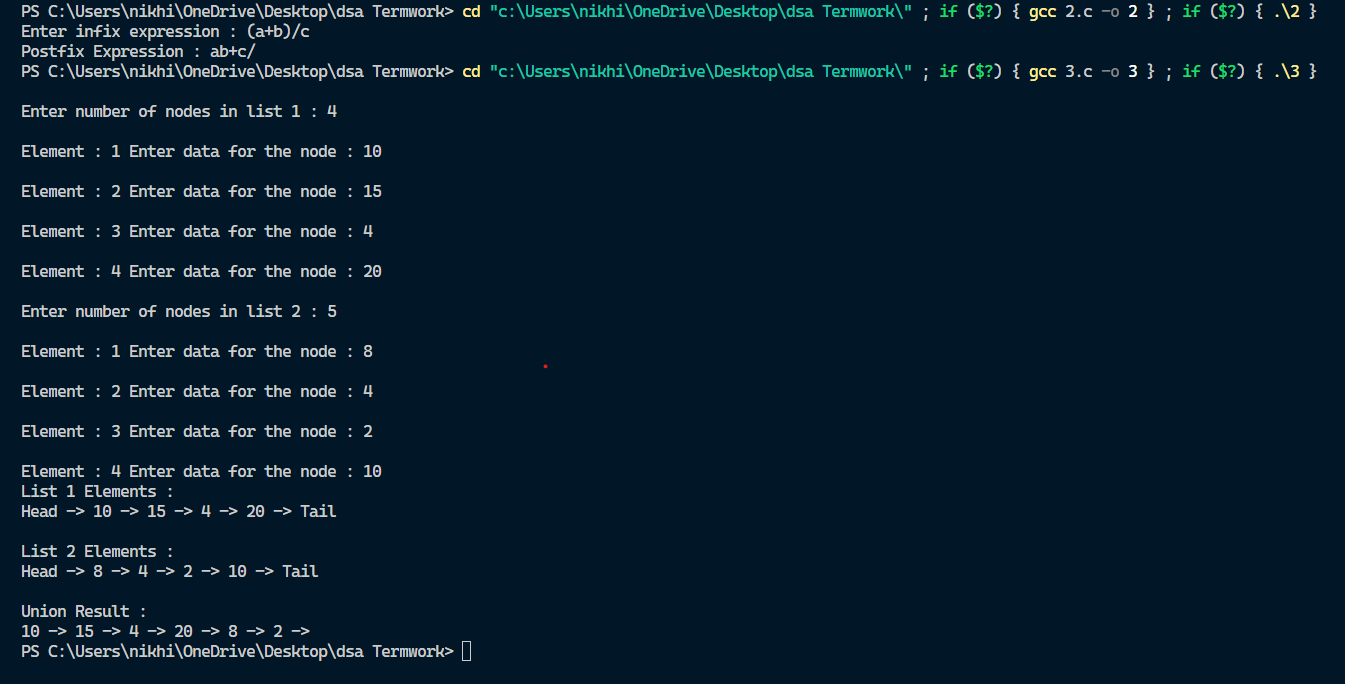 PS C:\Users\nikhi\OneDrive\Desktop\dsa Termwork> cd "c:\Users\nikhi\OneDrive\Desktop\dsa Termwork\" ; if ($?) { gcc 2.c -o 2 } ; if ($?) { .\2 }
Enter infix expression : (a+b)/c
Postfix Expression : ab+c/
PS C:\Users\nikhi\OneDrive\Desktop\dsa Termwork> cd "c:\Users\nikhi\OneDrive\Desktop\dsa Termwork\" ; if ($?) { gcc 3.c -o 3 } ; if ($?) { .\3 }
Enter number of nodes in list 1 : 4
Element : 1 Enter data for the node : 10
Element : 2 Enter data for the node : 15
Element : 3 Enter data for the node : 4
Element : 4 Enter data for the node : 20
Enter number of nodes in list 2 : 5
Element : 1 Enter data for the node : 8
Element : 2 Enter data for the node : 4
Element : 3 Enter data for the node : 2
Element : 4 Enter data for the node : 10
List 1 Elements :
Head -> 10 -> 15 -> 4 -> 20 -> Tail
List 2 Elements :
Head -> 8 -> 4 -> 2 -> 10 -> Tail
Union Result :
10 -> 15 -> 4 -> 20 -> 8 -> 2 ->
PS C:\Users\nikhi\OneDrive\Desktop\dsa Termwork>